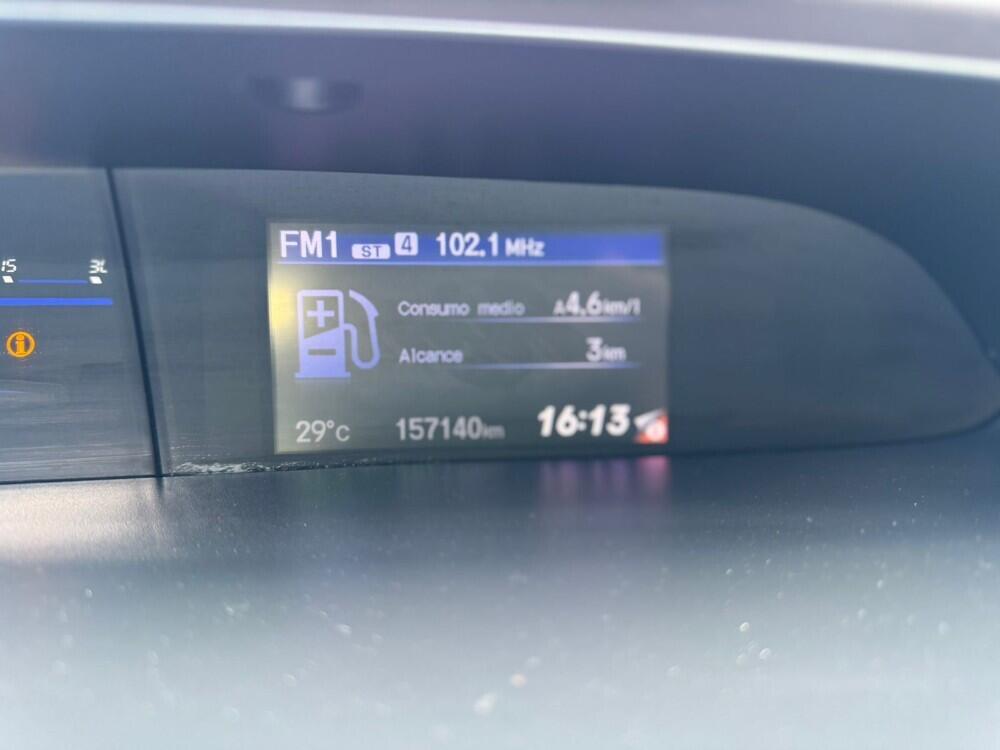 FM1 ST 4 102.1 MHz
Consumo medio A4.6km/l
Alcance 3km
29°c 157140km 16:13